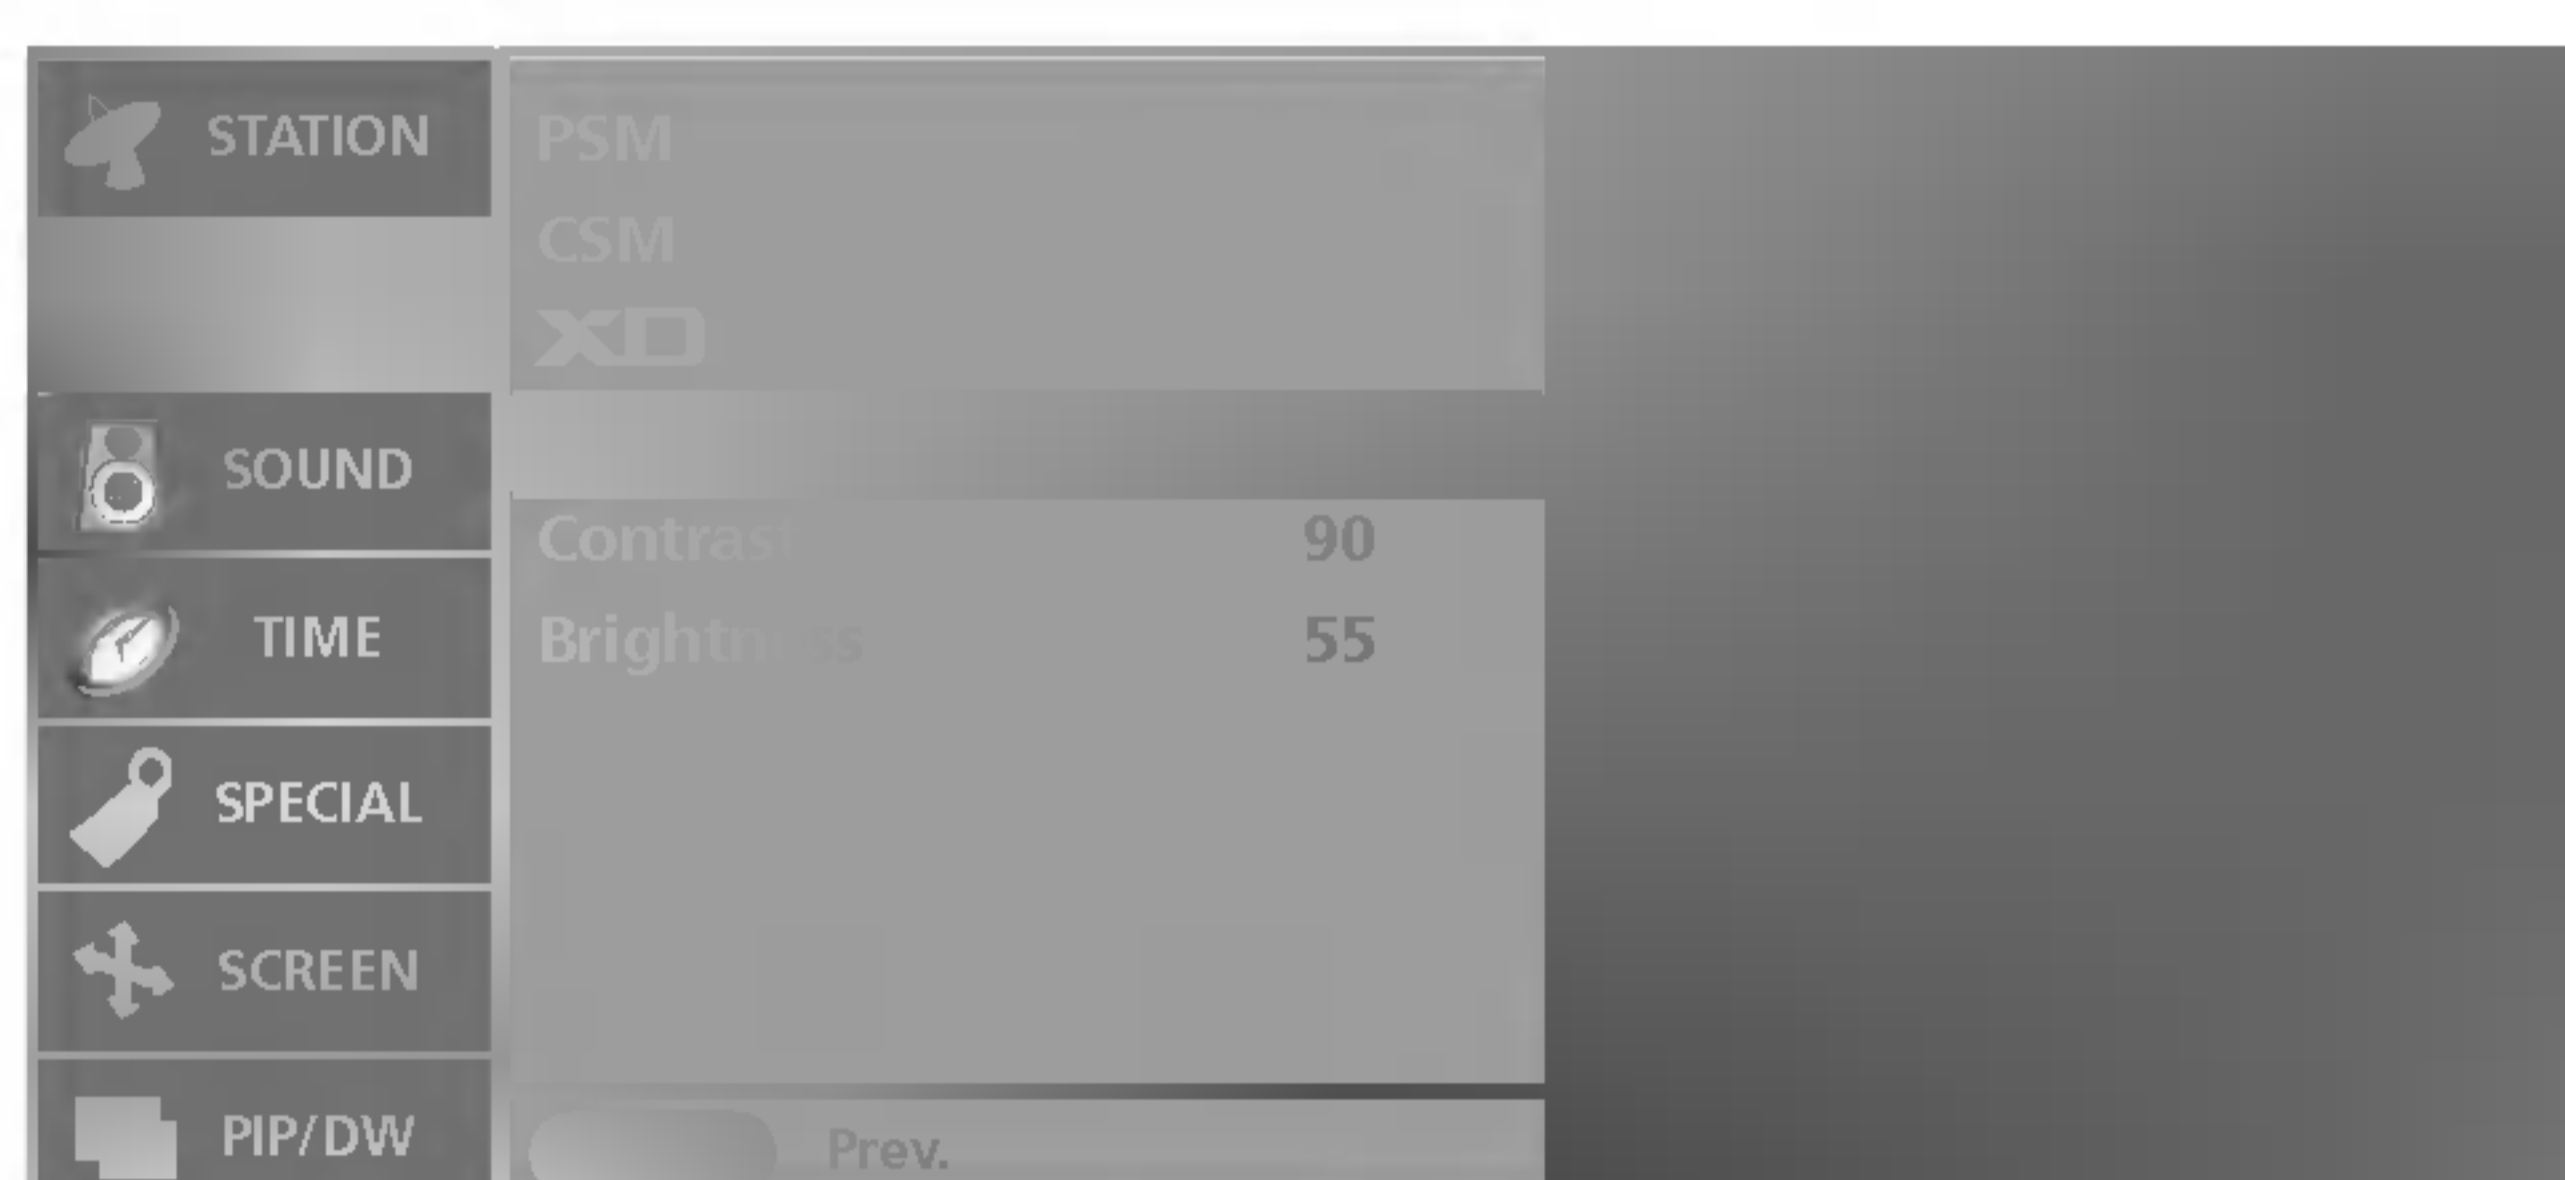 STATION
SOUND
TIME
SPECIAL
SCREEN
PIP/DW
PSM
CSM
XD
Contrast 90
Brightness 55
Prev.